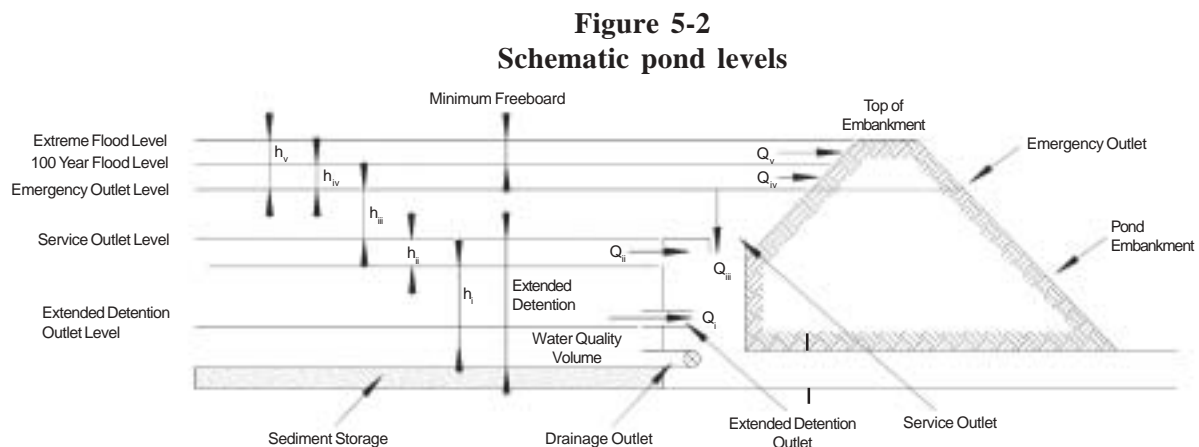 Figure 5-2
Schematic pond levels
Minimum Freeboard
Top of
Embankment
Extreme Flood Level
Emergency Outlet
h_v
100 Year Flood Level
Q_v
h_iv
Q_iv
Emergency Outlet Level
h_iii
Service Outlet Level
Pond
Embankment
h_ii
Q_ii
Q_iii
h_i
Extended
Detention
Extended Detention
Outlet Level
Q_i
Water Quality
Volume
Sediment Storage
Drainage Outlet
Extended Detention
Outlet
Service Outlet